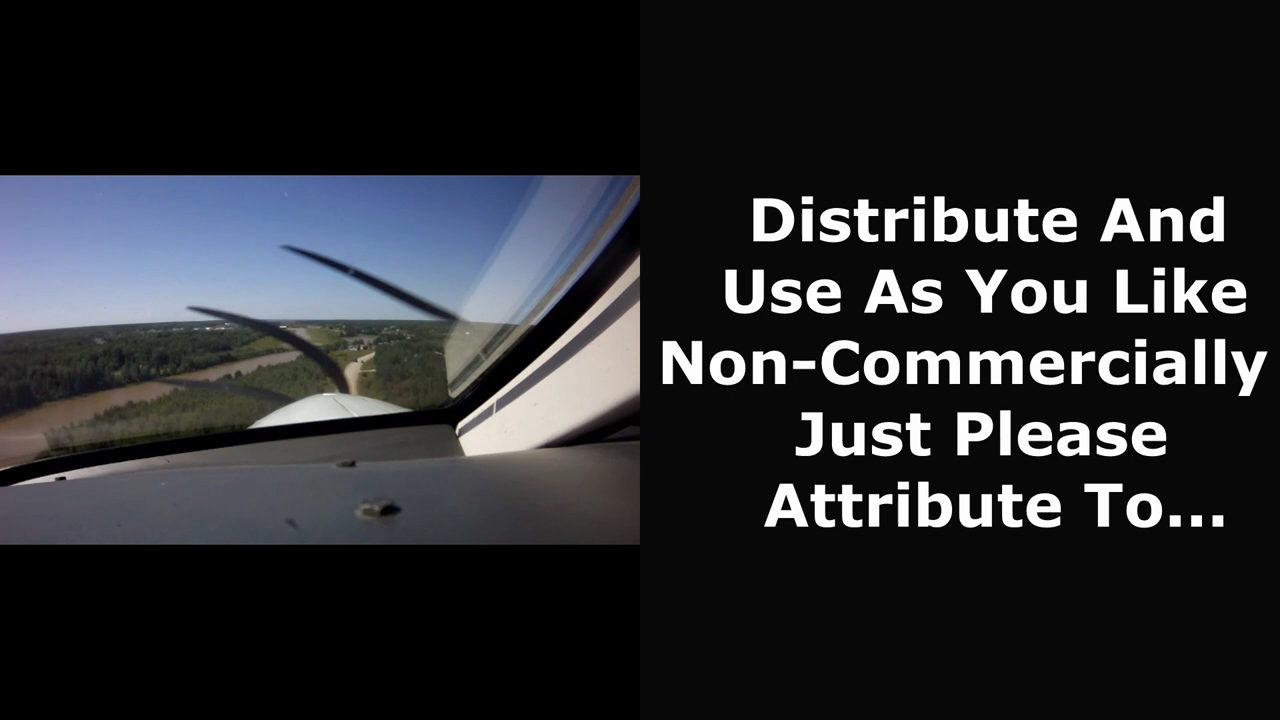 Distribute And
Use As You Like
Non-Commercially
Just Please
Attribute To...